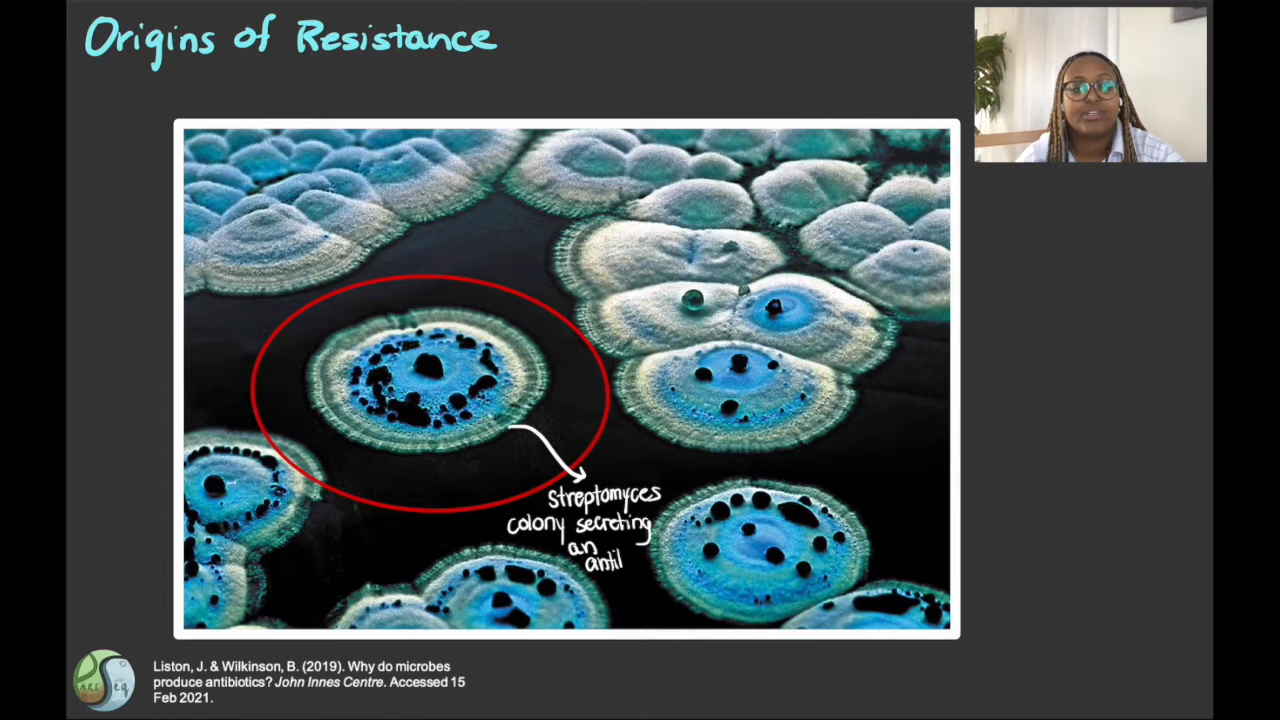 Origins of Resistance
Streptomyces
colony secreting
an
antil
Liston, J. & Wilkinson, B. (2019). Why do microbes
produce antibiotics? John Innes Centre. Accessed 15
Feb 2021.